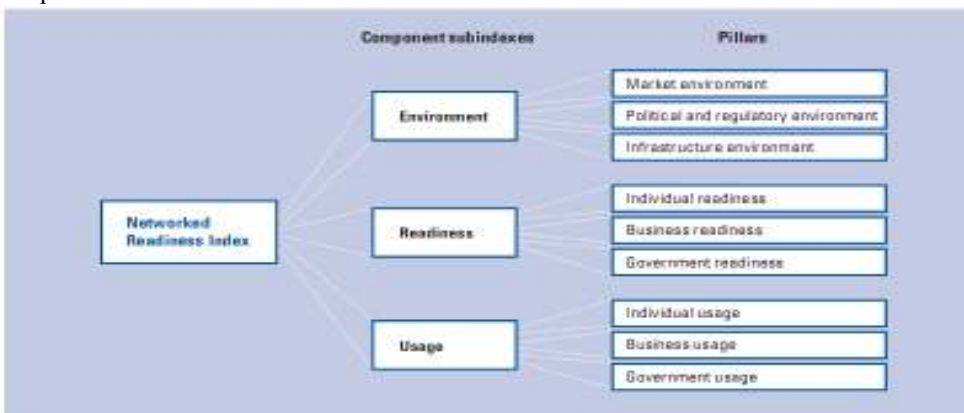 Component subindexes
Pillars
Environment
Market environment
Political and regulatory environment
Infrastructure environment
Networked
Readiness Index
Readiness
Individual readiness
Business readiness
Government readiness
Usage
Individual usage
Business usage
Government usage